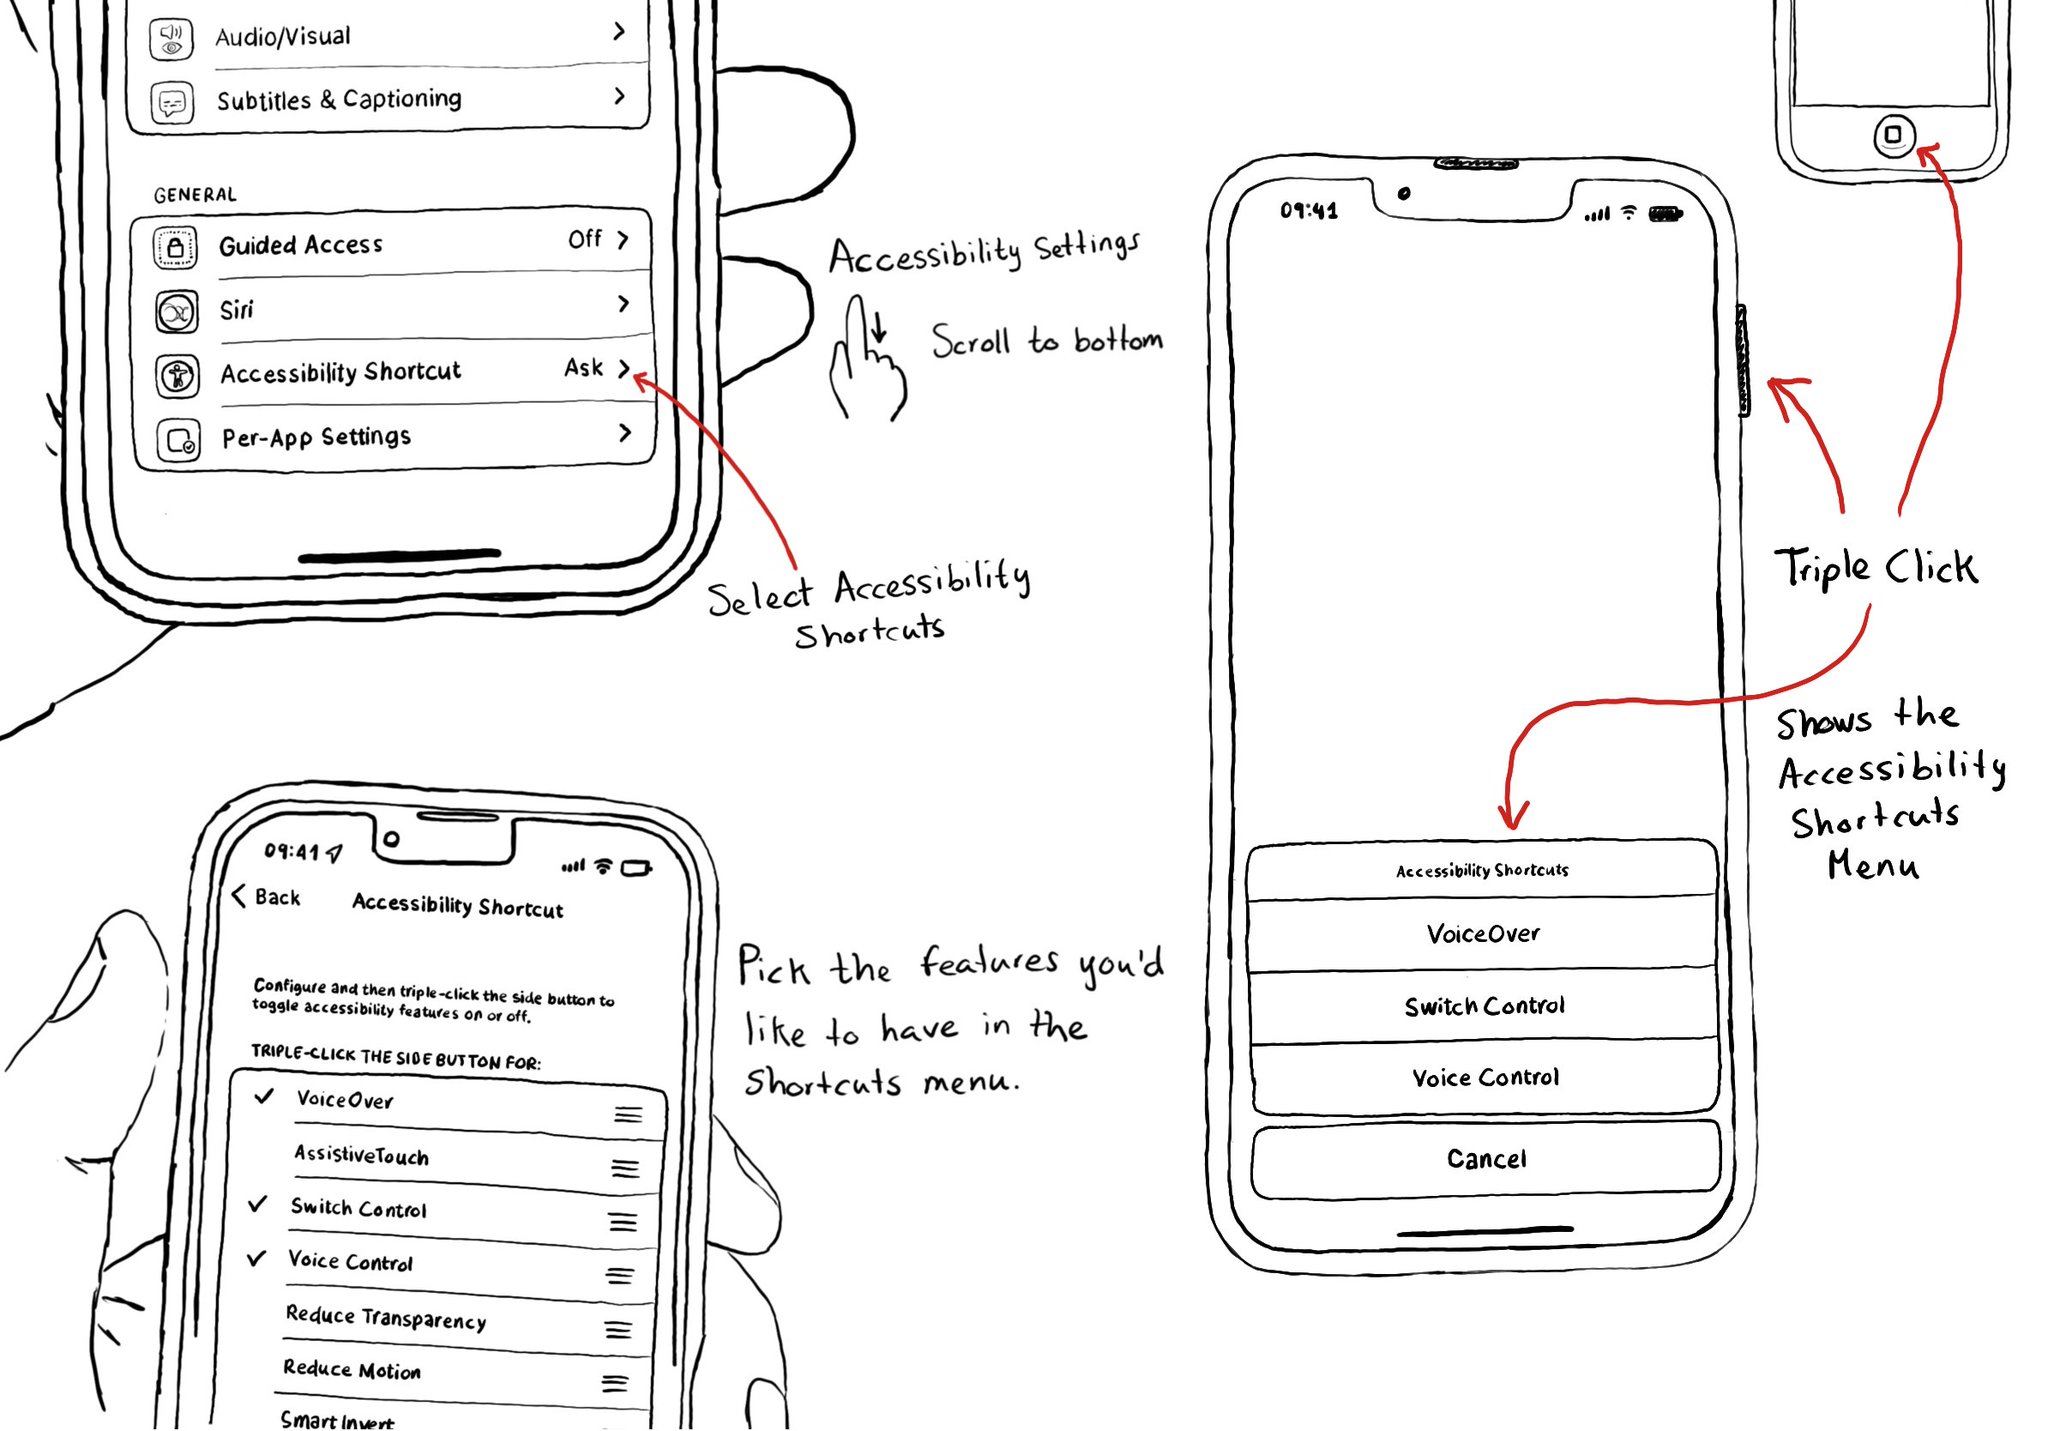 Audio/Visual
Subtitles & Captioning
GENERAL
Guided Access Off
Siri
Accessibility Shortcut Ask
Per-App Settings
Accessibility Settings
Scroll to bottom
Select Accessibility
Shortcuts
09:41
Back Accessibility Shortcut
Configure and then triple-click the side button to
toggle accessibility features on or off.
TRIPLE-CLICK THE SIDE BUTTON FOR:
VoiceOver
AssistiveTouch
Switch Control
Voice Control
Reduce Transparency
Reduce Motion
Smart Invert
Pick the features you'd
like to have in the
Shortcuts menu.
09:41
Triple Click
Shows the
Accessibility
Shortcuts
Menu
Accessibility Shortcuts
VoiceOver
Switch Control
Voice Control
Cancel